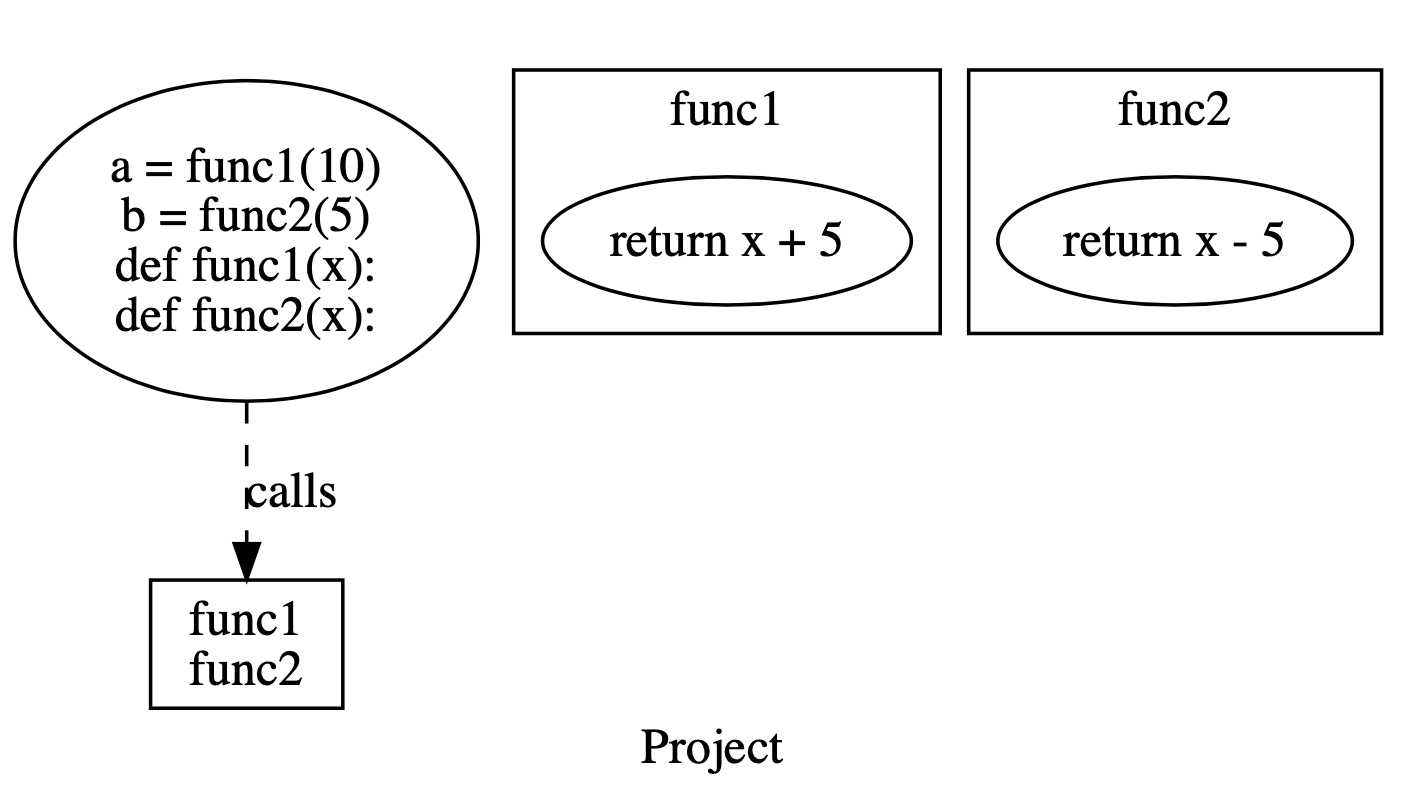 a = func1(10)
b = func2(5)
def func1(x):
def func2(x):
func1
return x + 5
func2
return x - 5
calls
func1
func2
Project